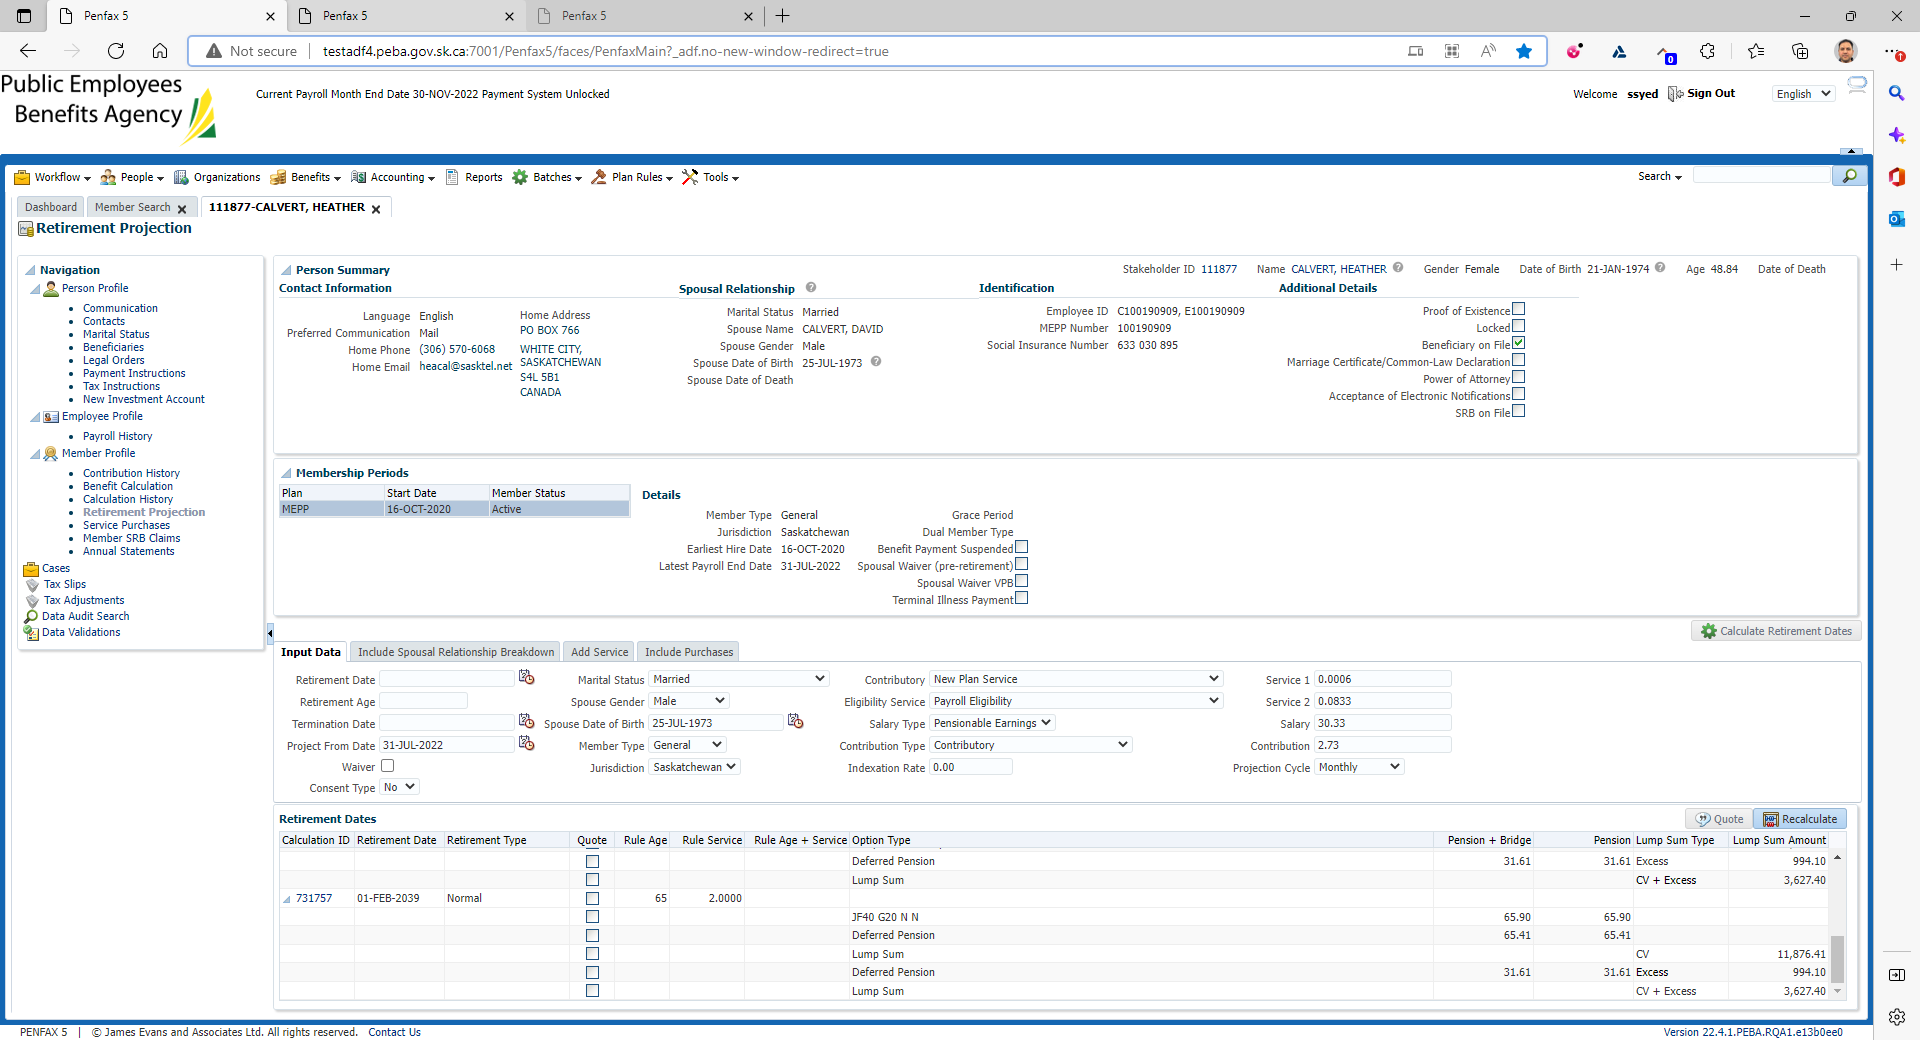 Penfax 5
Penfax 5
Penfax 5
Not secure
testadf4.peba.gov.sk.ca:7001/Penfax5/faces/PenfaxMain?_adf.no-new-window-redirect=true
0
1
Public Employees
Benefits Agency
Current Payroll Month End Date 30-NOV-2022 Payment System Unlocked
Welcome ssyed Sign Out English
Workflow People Organizations Benefits Accounting Reports Batches Plan Rules Tools Search
Dashboard Member Search 111877-CALVERT, HEATHER
Retirement Projection
Navigation
Person Profile
Communication
Contacts
Marital Status
Beneficiaries
Legal Orders
Payment Instructions
Tax Instructions
New Investment Account
Employee Profile
Payroll History
Member Profile
Contribution History
Benefit Calculation
Calculation History
Retirement Projection
Service Purchases
Member SRB Claims
Annual Statements
Cases
Tax Slips
Tax Adjustments
Data Audit Search
Data Validations
Person Summary
Stakeholder ID 111877 Name CALVERT, HEATHER Gender Female Date of Birth 21-JAN-1974 Age 48.84 Date of Death
Contact Information
Language English
Preferred Communication Mail
Home Phone (306) 570-6068
Home Email heacal@sasktel.net
Home Address
PO BOX 766
WHITE CITY,
SASKATCHEWAN
S4L 5B1
CANADA
Spousal Relationship
Marital Status Married
Spouse Name CALVERT, DAVID
Spouse Gender Male
Spouse Date of Birth 25-JUL-1973
Spouse Date of Death
Identification
Employee ID C100190909, E100190909
MEPP Number 100190909
Social Insurance Number 633 030 895
Additional Details
Proof of Existence
Locked
Beneficiary on File
Marriage Certificate/Common-Law Declaration
Power of Attorney
Acceptance of Electronic Notifications
SRB on File
Membership Periods
Plan Start Date Member Status
MEPP 16-OCT-2020 Active
Details
Member Type General
Jurisdiction Saskatchewan
Earliest Hire Date 16-OCT-2020
Latest Payroll End Date 31-JUL-2022
Grace Period
Dual Member Type
Benefit Payment Suspended
Spousal Waiver (pre-retirement)
Spousal Waiver VPB
Terminal Illness Payment
Calculate Retirement Dates
Input Data Include Spousal Relationship Breakdown Add Service Include Purchases
Retirement Date
Retirement Age
Termination Date
Project From Date 31-JUL-2022
Waiver
Consent Type No
Marital Status Married
Spouse Gender Male
Spouse Date of Birth 25-JUL-1973
Member Type General
Jurisdiction Saskatchewan
Contributory New Plan Service
Eligibility Service Payroll Eligibility
Salary Type Pensionable Earnings
Contribution Type Contributory
Indexation Rate 0.00
Service 1 0.0006
Service 2 0.0833
Salary 30.33
Contribution 2.73
Projection Cycle Monthly
Retirement Dates
Quote Recalculate
Calculation ID Retirement Date Retirement Type Quote Rule Age Rule Service Rule Age + Service Option Type Pension + Bridge Pension Lump Sum Type Lump Sum Amount
Deferred Pension 31.61 31.61 Excess 994.10
Lump Sum CV + Excess 3,627.40
731757 01-FEB-2039 Normal 65 2.0000
JF40 G20 N N 65.90 65.90
Deferred Pension 65.41 65.41
Lump Sum CV 11,876.41
Deferred Pension 31.61 31.61 Excess 994.10
Lump Sum CV + Excess 3,627.40
PENFAX 5 | © James Evans and Associates Ltd. All rights reserved. Contact Us
Version 22.4.1.PEBA.RQA1.e13b0ee0